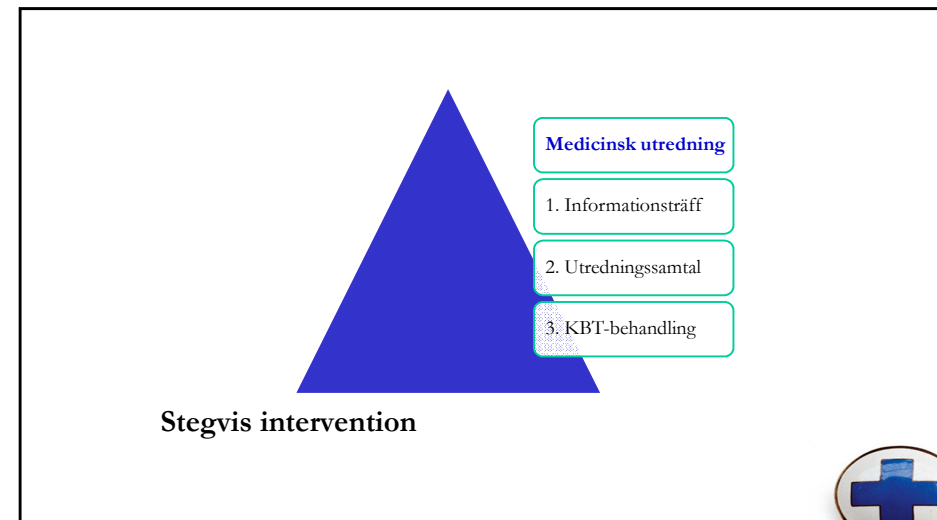 Medicinsk utredning
1. Informationsträff
2. Utredningssamtal
3. KBT-behandling
Stegvis intervention